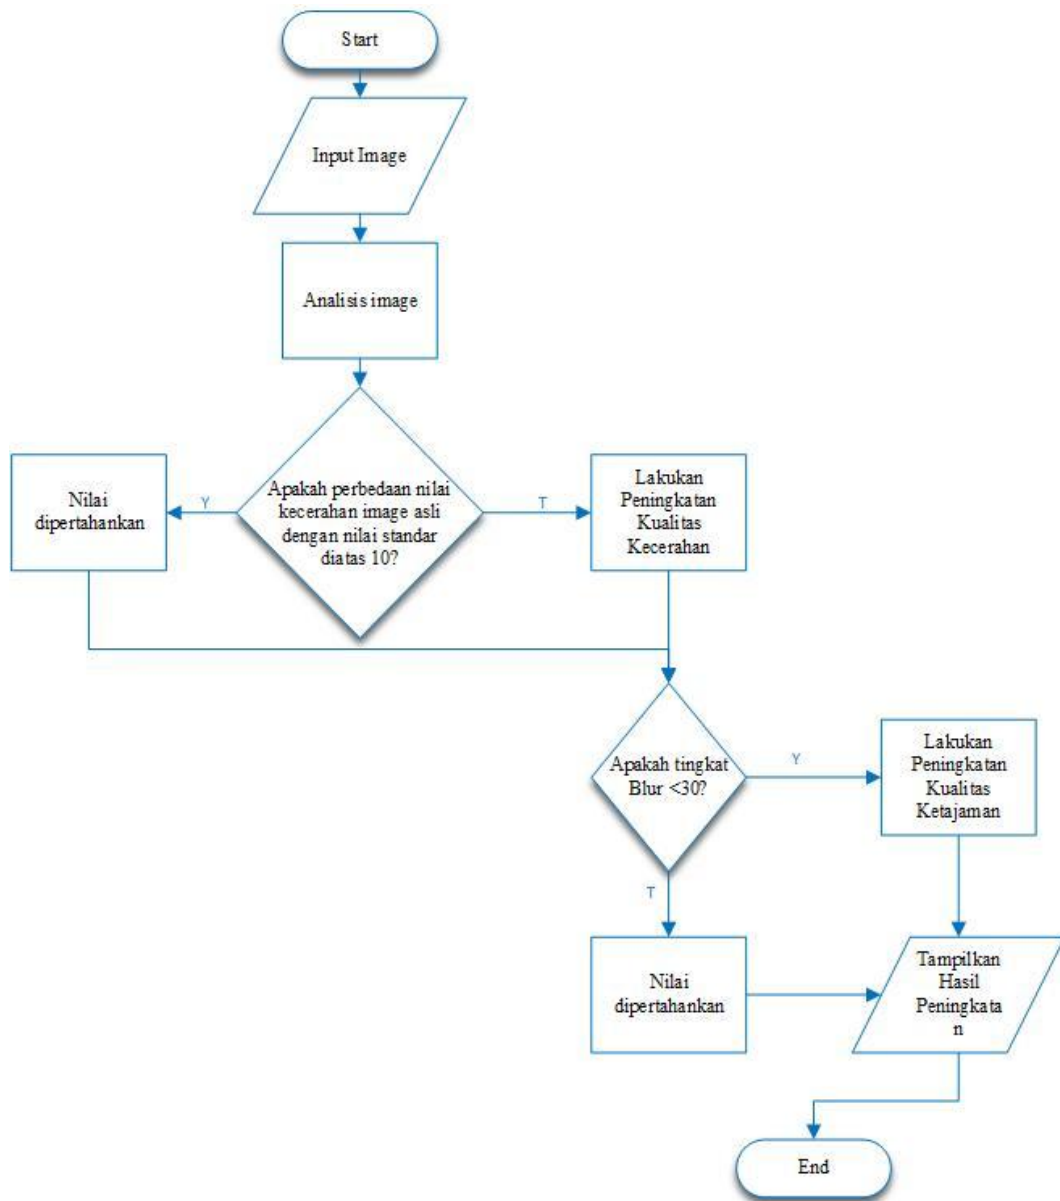 Start
Input Image
Analisis image
Nilai
dipertahankan
Y
Apakah perbedaan nilai
kecerahan image asli
dengan nilai standar
diatas 10?
T
Lakukan
Peningkatan
Kualitas
Kecerahan
Apakah tingkat
Blur <30?
Y
Lakukan
Peningkatan
Kualitas
Ketajaman
T
Nilai
dipertahankan
Tampilkan
Hasil
Peningkata
n
End